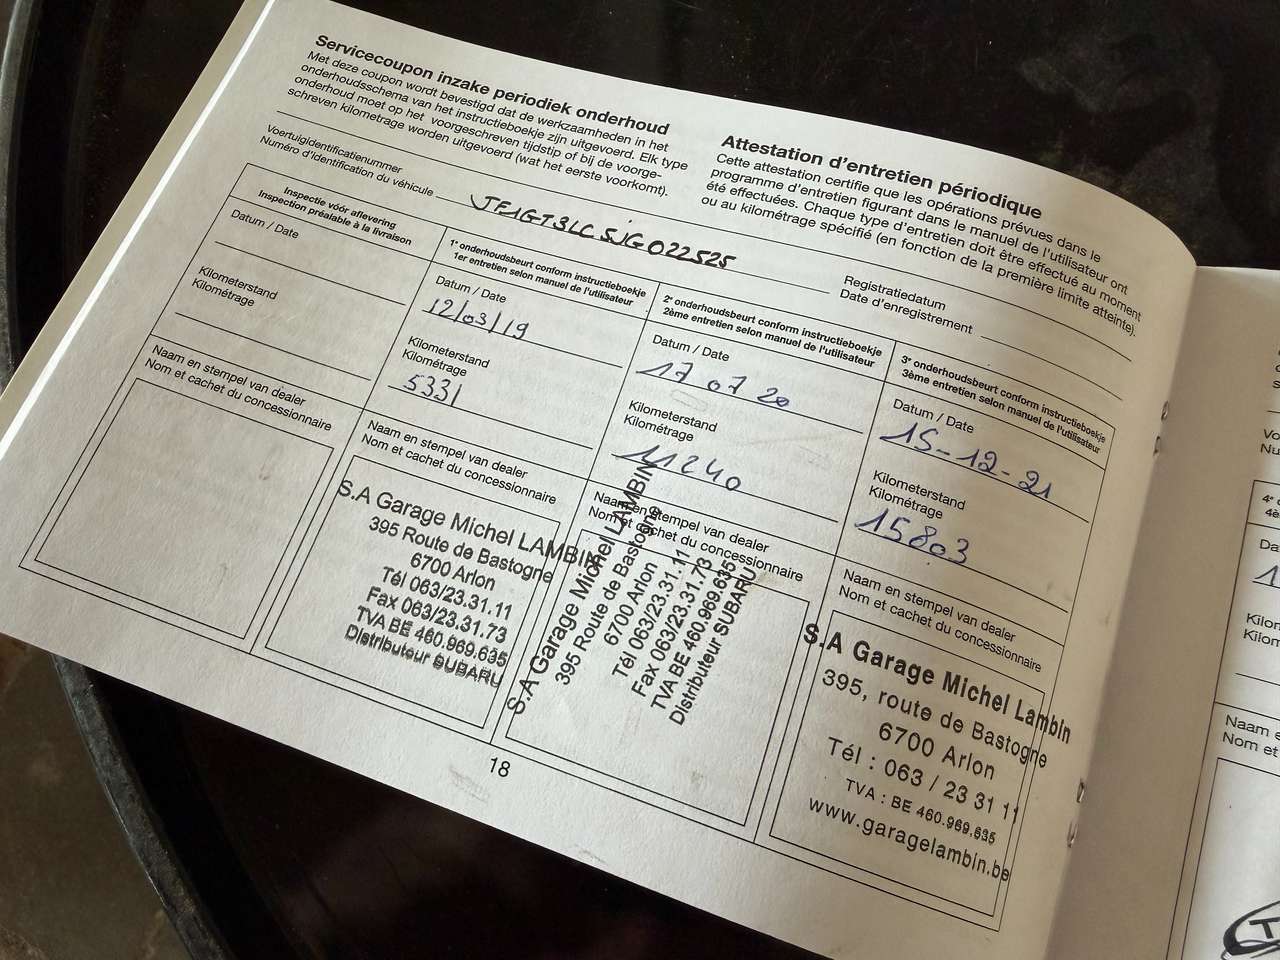 Servicecoupon inzake periodiek onderhoud
Met deze coupon wordt bevestigd dat de werkzaamheden in het
onderhoudsschema van het instructieboekje zijn uitgevoerd. Elk type
onderhoud moet op het voorgeschreven tijdstip of bij de voorge-
schreven kilometrage worden uitgevoerd (wat het eerste voorkomt).
Attestation d'entretien périodique
Cette attestation certifie que les opérations prévues dans le
programme d'entretien figurant dans le manuel de l'utilisateur ont
été effectuées. Chaque type d'entretien doit être effectué au moment
ou au kilométrage spécifié (en fonction de la première limite atteinte).
Voertuigidentificatienummer
Numéro d'identification du véhicule
JF1GT3LC5JG022525
Registratiedatum
Date d'enregistrement
Inspectie vóór aflevering
Inspection préalable à la livraison
Datum / Date
Kilometerstand
Kilométrage
Naam en stempel van dealer
Nom et cachet du concessionnaire
1e onderhoudsbeurt conform instructieboekje
1er entretien selon manuel de l'utilisateur
Datum / Date
12/03/19
Kilometerstand
Kilométrage
5331
Naam en stempel van dealer
Nom et cachet du concessionnaire
S.A Garage Michel LAMBIN
395 Route de Bastogne
6700 Arlon
Tél 063/23.31.11
Fax 063/23.31.73
TVA BE 460.969.635
Distributeur SUBARU
2e onderhoudsbeurt conform instructieboekje
2ème entretien selon manuel de l'utilisateur
Datum / Date
17 07 20
Kilometerstand
Kilométrage
11240
Naam en stempel van dealer
Nom et cachet du concessionnaire
S.A Garage Michel LAMBIN
395 Route de Bastogne
6700 Arlon
Tél 063/23.31.11
Fax 063/23.31.73
TVA BE 460.969.635
Distributeur SUBARU
3e onderhoudsbeurt conform instructieboekje
3ème entretien selon manuel de l'utilisateur
Datum / Date
15-12-21
Kilometerstand
Kilométrage
15803
Naam en stempel van dealer
Nom et cachet du concessionnaire
S.A Garage Michel Lambin
395, route de Bastogne
6700 Arlon
Tél : 063 / 23 31 11
TVA : BE 460.969.635
www.garagelambin.be
18
Naam e
Nom et